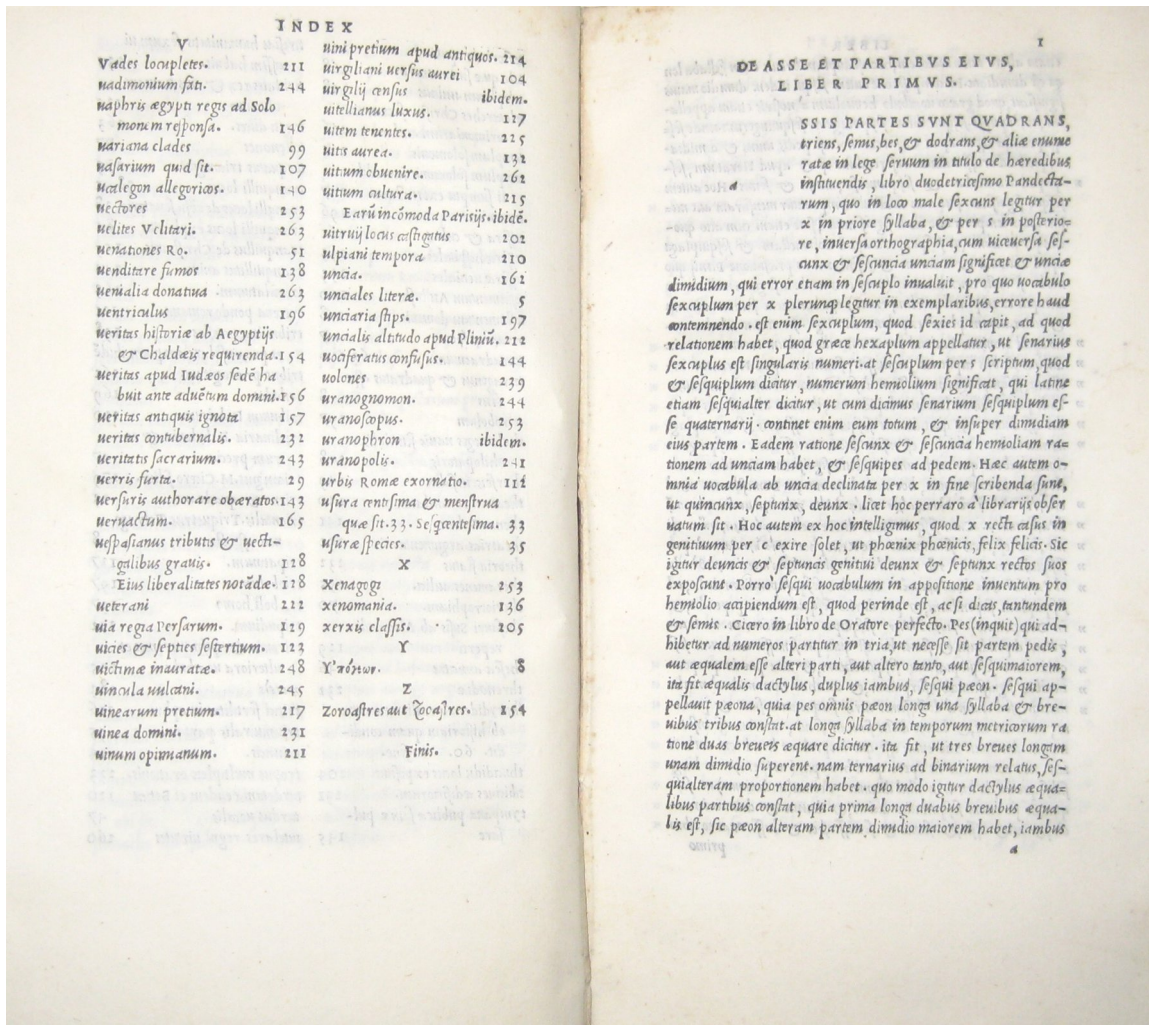 INDEX
V
Vades locupletes. 211
uadimonium fixti. 244
uaphris ægypti regis ad Solo
monem responsa. 146
uariana clades 99
uasarium quid sit. 107
ucalegon allegoricos. 140
uectores 253
uelites Velitari. 263
uenationes Ro. 51
uenditare fumos 138
uenialia donatiua 263
uentriculus 196
ueritas historiæ ab Aegyptijs
& Chaldæis requirenda. 154
ueritas apud Iudæos sedē ha
buit ante aduētum domini. 156
ueritas antiquis ignota 157
ueritas contubernalis. 232
ueritatis sacrarium. 243
uerris furta. 29
uersuris authorare obæratos. 143
ueruactum. 165
uespasianus tributis & uecti-
galibus grauis. 128
Eius liberalitates notādæ. 128
ueterani 222
uia regia Persarum. 129
uicies & septies sestertium. 123
uictimæ inauratæ. 248
uincula uulcani. 245
uinearum pretium. 217
uinea domini. 231
uinum opimianum. 211
uini pretium apud antiquos. 214
uirgiliani uersus aurei 104
uirgilij census ibidem.
uitellianus luxus. 117
uitem tenentes. 225
uitis aurea. 132
uitium obuenire. 262
uitium cultura. 215
Earū incōmoda Parisijs. ibidē.
uitruij locus castigatus 202
ulpiani tempora 210
uncia. 162
unciales literæ. 5
unciaria stips. 197
uncialis altitudo apud Pliniū. 212
uociferatus confusus. 144
uolones 239
uranognomon. 244
uranoscopus. 253
uranophron ibidem.
uranopolis. 241
urbis Romæ exornatio. 112
usura centesima & menstrua
quæ sit. 33. Sesqcentesima. 33
usuræ species. 35
X
Xenagogi 253
xenomania. 136
xerxis classis. 205
Y
8
Z
Zoroastres aut Zocastres. 154
Finis.
1
DE ASSE ET PARTIBVS EIVS,
LIBER PRIMVS.
SSIS PARTES SVNT QVADRANS,
triens, semis, bes, & dodrans, & aliæ enume
ratæ in lege seruum in titulo de hæredibus
a instituendis, libro duodetricesimo Pandecta-
rum, quo in loco male sexcuns legitur per
x in priore syllaba, & per s in posterio-
re, inuersa orthographia, cum uiceuersa ses-
cunx & sescuncia unciam significet & unciæ
dimidium, qui error etiam in sescuplo inualuit, pro quo uocabulo
sexcuplum per x plerunq; legitur in exemplaribus, errore haud
contemnendo. est enim sexcuplum, quod sexies id capit, ad quod
relationem habet, quod græce hexaplum appellatur, ut senarius
sexcuplus est singularis numeri. at sescuplum per s scriptum, quod
& sesquiplum dicitur, numerum hemiolium significat, qui latine
etiam sesquialter dicitur, ut cum dicimus senarium sesquiplum es-
se quaternarij. continet enim eum totum, & insuper dimidiam
eius partem. Eadem ratione sescunx & sescuncia hemioliam ra-
tionem ad unciam habet, & sesquipes ad pedem. Hæc autem o-
mnia uocabula ab uncia declinata per x in fine scribenda sunt,
ut quincunx, septunx, deunx. licet hoc perraro à librarijs obser
uatum sit. Hoc autem ex hoc intelligimus, quod x recti casus in
genitiuum per c exire solet, ut phœnix phœnicis, felix felicis. Sic
igitur deuncis & septuncis genitiui deunx & septunx rectos suos
exposcunt. Porro sesqui uocabulum in appositione inuentum pro
hemiolio accipiendum est, quod perinde est, ac si dicas, tantundem
& semis. Cicero in libro de Oratore perfecto. Pes (inquit) qui ad-
hibetur ad numeros partitur in tria, ut necesse sit partem pedis,
aut æqualem esse alteri parti, aut altero tanto, aut sesquimaiorem,
ita fit æqualis dactylus, duplus iambus, sesqui pæon. sesqui ap-
pellauit pæona, quia pes omnis pæon longa una syllaba & bre-
uibus tribus constat. at longa syllaba in temporum metricorum ra
tione duas breueis æquare dicitur. ita fit, ut tres breues longam
unam dimidio superent. nam ternarius ad binarium relatus, ses-
quialteram proportionem habet. quo modo igitur dactylus æqua-
libus partibus constat, quia prima longa duabus breuibus æqua-
lis est, sic pæon alteram partem dimidio maiorem habet, iambus
a